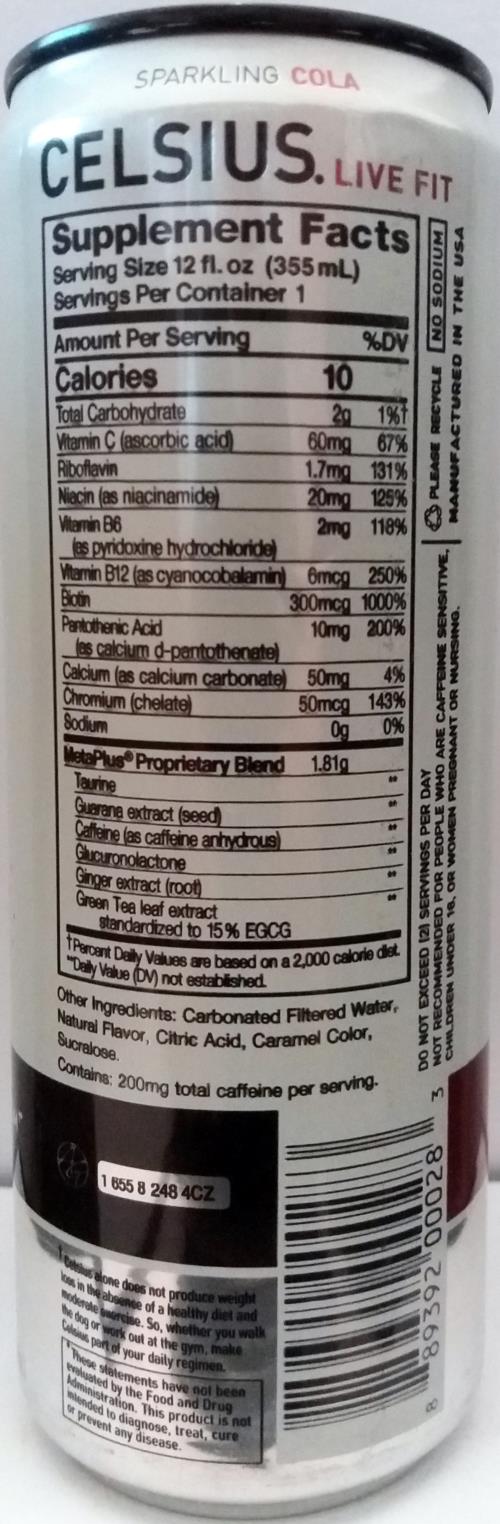 SPARKLING COLA
CELSIUS. LIVE FIT
Supplement Facts
Serving Size 12 fl. oz (355 mL)
Servings Per Container 1
Amount Per Serving %DV
Calories 10
Total Carbohydrate 2g 1%†
Vitamin C (ascorbic acid) 60mg 67%
Riboflavin 1.7mg 131%
Niacin (as niacinamide) 20mg 125%
Vitamin B6 2mg 118%
(as pyridoxine hydrochloride)
Vitamin B12 (as cyanocobalamin) 6mcg 250%
Biotin 300mcg 1000%
Pantothenic Acid 10mg 200%
(as calcium d-pantothenate)
Calcium (as calcium carbonate) 50mg 4%
Chromium (chelate) 50mcg 143%
Sodium 0g 0%
MetaPlus® Proprietary Blend 1.81g
Taurine **
Guarana extract (seed) **
Caffeine (as caffeine anhydrous) **
Glucuronolactone **
Ginger extract (root) **
Green Tea leaf extract **
standardized to 15% EGCG
†Percent Daily Values are based on a 2,000 calorie diet.
**Daily Value (DV) not established.
Other Ingredients: Carbonated Filtered Water,
Natural Flavor, Citric Acid, Caramel Color,
Sucralose.
Contains: 200mg total caffeine per serving.
NO SODIUM
PLEASE RECYCLE
MANUFACTURED IN THE USA
DO NOT EXCEED (2) SERVINGS PER DAY
NOT RECOMMENDED FOR PEOPLE WHO ARE CAFFEINE SENSITIVE,
CHILDREN UNDER 18, OR WOMEN PREGNANT OR NURSING.
1 855 8 248 4CZ
8 89392 00028 3
† Celsius alone does not produce weight
loss in the absence of a healthy diet and
moderate exercise. So, whether you walk
the dog or work out at the gym, make
Celsius part of your daily regimen.
* These statements have not been
evaluated by the Food and Drug
Administration. This product is not
intended to diagnose, treat, cure
or prevent any disease.